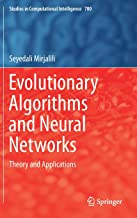 Studies in Computational Intelligence 780
Seyedali Mirjalili
Evolutionary
Algorithms
and Neural
Networks
Theory and Applications
Springer